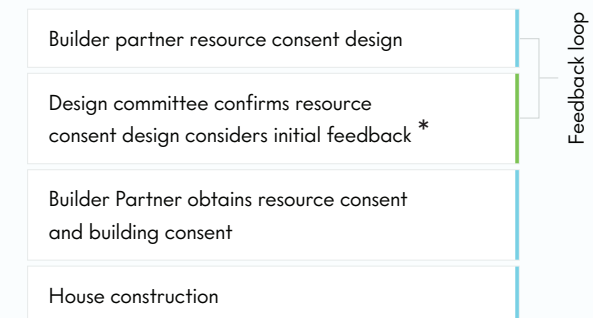 Builder partner resource consent design
Feedback loop
Design committee confirms resource
consent design considers initial feedback *
Builder Partner obtains resource consent
and building consent
House construction